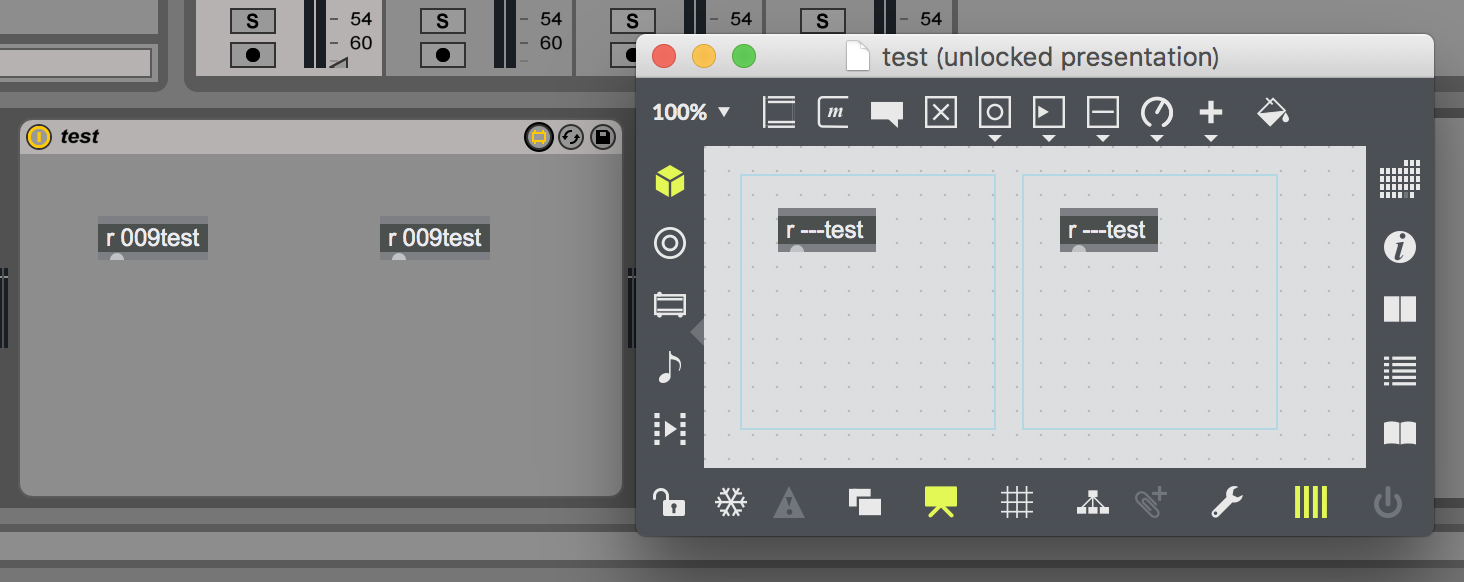 S
54
60
S
54
60
S
54
S
54
test (unlocked presentation)
100%
m
test
r 009test
r 009test
r ---test
r ---test
i